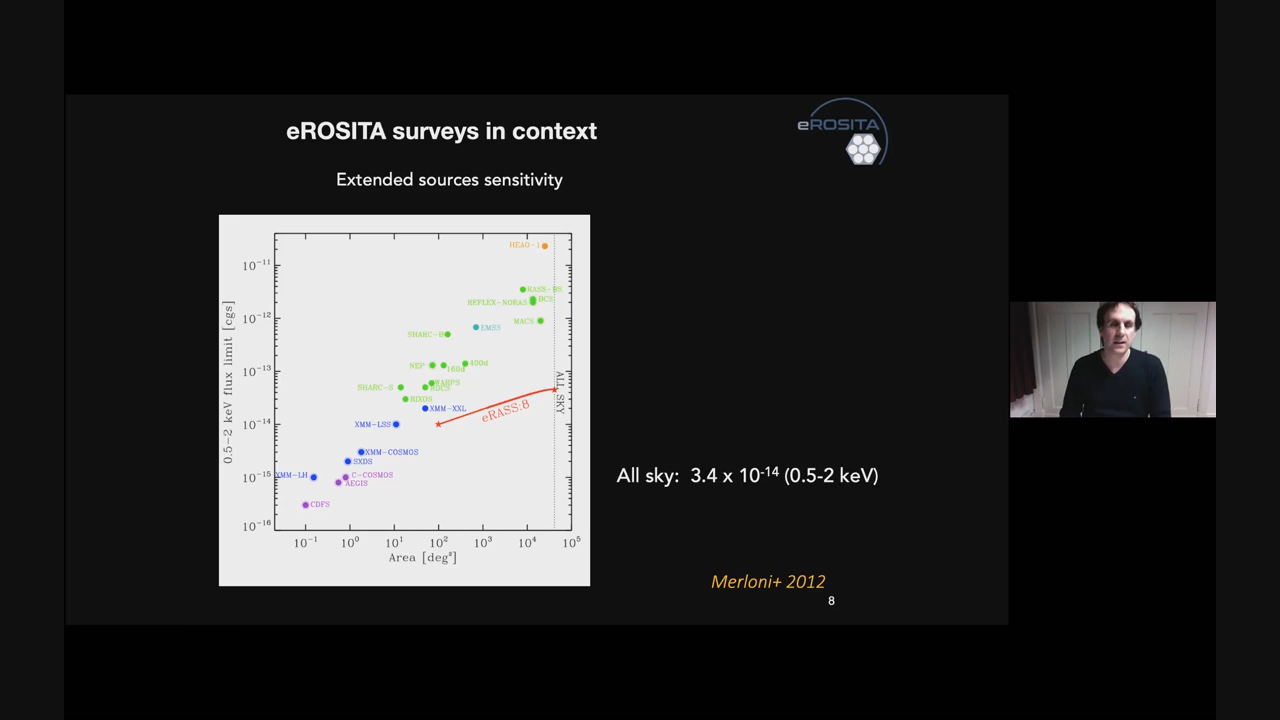 eROSITA surveys in context
eROSITA
Extended sources sensitivity
HEAO-1
RASS-BS
BCS
REFLEX-NORAS
MACS
EMSS
SHARC-B
NEP
160d
400d
WARPS
SHARC-S
RDCS
RIXOS
ALL SKY
XMM-XXL
eRASS:8
XMM-LSS
XMM-COSMOS
SXDS
XMM-LH
C-COSMOS
AEGIS
CDFS
0.5-2 keV flux limit [cgs]
10⁻¹¹
10⁻¹²
10⁻¹³
10⁻¹⁴
10⁻¹⁵
10⁻¹⁶
10⁻¹ 10⁰ 10¹ 10² 10³ 10⁴ 10⁵
Area [deg²]
All sky: 3.4 x 10⁻¹⁴ (0.5-2 keV)
Merloni+ 2012
8